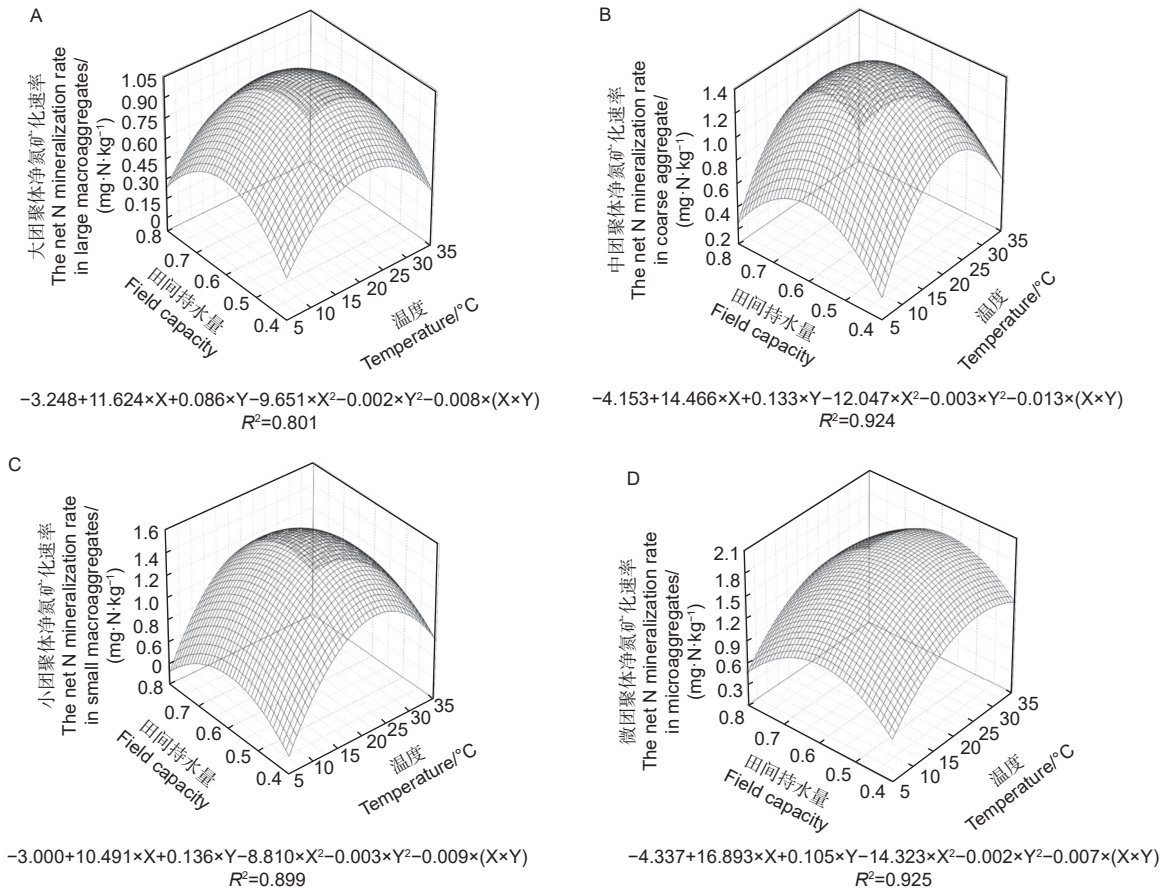 A
大团聚体净氮矿化速率
The net N mineralization rate
in large macroaggregates/
(mg·N·kg⁻¹)
1.05
0.90
0.75
0.60
0.45
0.30
0.15
0
0.8
0.7
0.6
0.5
0.4
田间持水量
Field capacity
5
10
15
20
25
30
35
温度
Temperature/°C
−3.248+11.624×X+0.086×Y−9.651×X²−0.002×Y²−0.008×(X×Y)
R²=0.801
B
中团聚体净氮矿化速率
The net N mineralization rate
in coarse aggregate/
(mg·N·kg⁻¹)
1.4
1.2
1.0
0.8
0.6
0.4
0.2
0.8
0.7
0.6
0.5
0.4
田间持水量
Field capacity
5
10
15
20
25
30
35
温度
Temperature/°C
−4.153+14.466×X+0.133×Y−12.047×X²−0.003×Y²−0.013×(X×Y)
R²=0.924
C
小团聚体净氮矿化速率
The net N mineralization rate
in small macroaggregates/
(mg·N·kg⁻¹)
1.6
1.4
1.2
1.0
0.8
0.6
0
0.8
0.7
0.6
0.5
0.4
田间持水量
Field capacity
5
10
15
20
25
30
35
温度
Temperature/°C
−3.000+10.491×X+0.136×Y−8.810×X²−0.003×Y²−0.009×(X×Y)
R²=0.899
D
微团聚体净氮矿化速率
The net N mineralization rate
in microaggregates/
(mg·N·kg⁻¹)
2.1
1.8
1.5
1.2
0.9
0.6
0.3
0.8
0.7
0.6
0.5
0.4
田间持水量
Field capacity
5
10
15
20
25
30
35
温度
Temperature/°C
−4.337+16.893×X+0.105×Y−14.323×X²−0.002×Y²−0.007×(X×Y)
R²=0.925